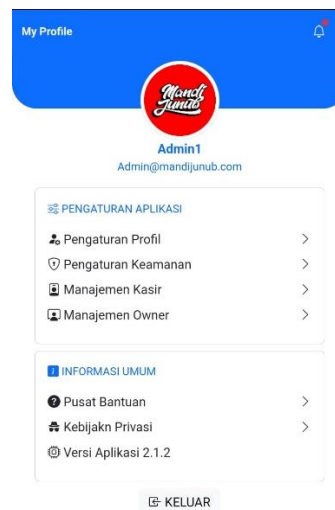 My Profile
Mandi
Junub
Admin1
Admin@mandijunub.com
PENGATURAN APLIKASI
Pengaturan Profil
Pengaturan Keamanan
Manajemen Kasir
Manajemen Owner
INFORMASI UMUM
Pusat Bantuan
Kebijakn Privasi
Versi Aplikasi 2.1.2
KELUAR